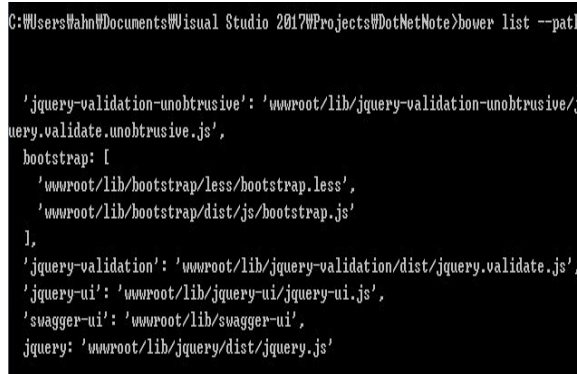 C:₩Users₩ahn₩Documents₩Visual Studio 2017₩Projects₩DotNetNote>bower list --path
'jquery-validation-unobtrusive': 'wwwroot/lib/jquery-validation-unobtrusive/j
uery.validate.unobtrusive.js',
bootstrap: [
'wwwroot/lib/bootstrap/less/bootstrap.less',
'wwwroot/lib/bootstrap/dist/js/bootstrap.js'
],
'jquery-validation': 'wwwroot/lib/jquery-validation/dist/jquery.validate.js',
'jquery-ui': 'wwwroot/lib/jquery-ui/jquery-ui.js',
'swagger-ui': 'wwwroot/lib/swagger-ui',
jquery: 'wwwroot/lib/jquery/dist/jquery.js'